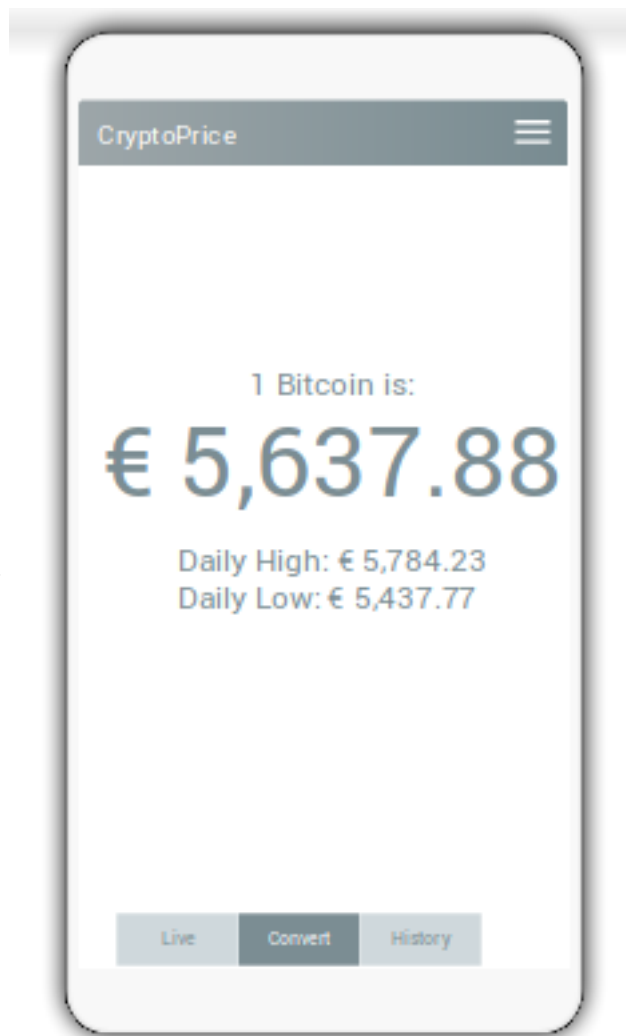 CryptoPrice
1 Bitcoin is:
€ 5,637.88
Daily High: € 5,784.23
Daily Low: € 5,437.77
Live Convert History